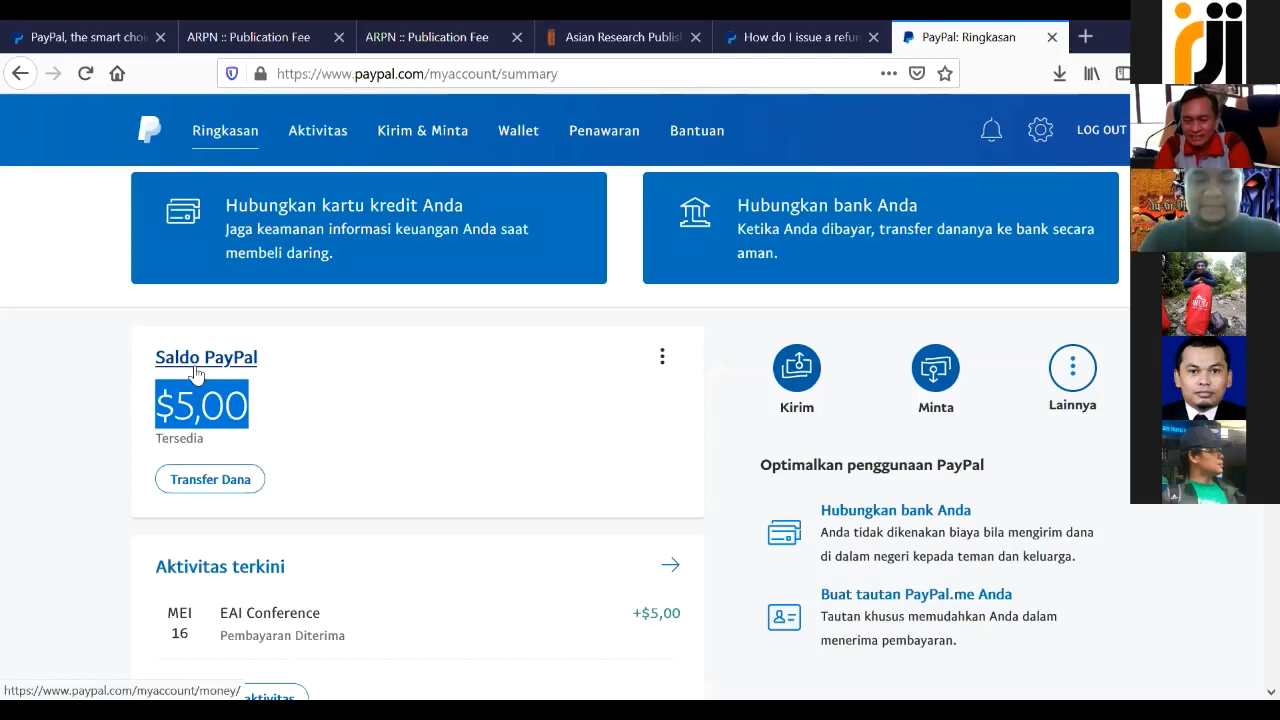 PayPal, the smart choi
ARPN :: Publication Fee
ARPN :: Publication Fee
Asian Research Publish
How do I issue a refun
PayPal: Ringkasan
https://www.paypal.com/myaccount/summary
Ringkasan
Aktivitas
Kirim & Minta
Wallet
Penawaran
Bantuan
LOG OUT
Hubungkan kartu kredit Anda
Jaga keamanan informasi keuangan Anda saat
membeli daring.
Hubungkan bank Anda
Ketika Anda dibayar, transfer dananya ke bank secara
aman.
Saldo PayPal
$5,00
Tersedia
Transfer Dana
Kirim
Minta
Lainnya
Optimalkan penggunaan PayPal
Hubungkan bank Anda
Anda tidak dikenakan biaya bila mengirim dana
di dalam negeri kepada teman dan keluarga.
Buat tautan PayPal.me Anda
Tautan khusus memudahkan Anda dalam
menerima pembayaran.
Aktivitas terkini
MEI
16
EAI Conference
+$5,00
Pembayaran Diterima
https://www.paypal.com/myaccount/money/
aktivitas
rji